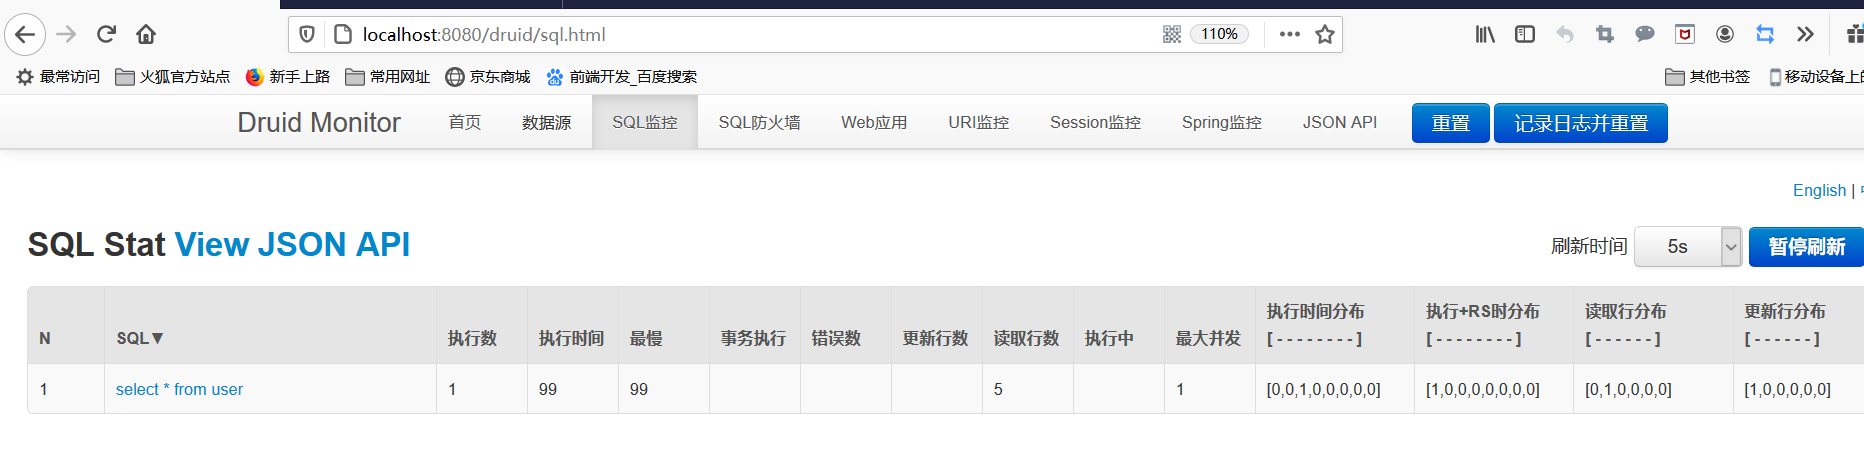 localhost:8080/druid/sql.html 110%
最常访问 火狐官方站点 新手上路 常用网址 京东商城 前端开发_百度搜索 其他书签 移动设备上的
Druid Monitor 首页 数据源 SQL监控 SQL防火墙 Web应用 URI监控 Session监控 Spring监控 JSON API 重置 记录日志并重置
English |
SQL Stat View JSON API 刷新时间 5s 暂停刷新
N SQL▼ 执行数 执行时间 最慢 事务执行 错误数 更新行数 读取行数 执行中 最大并发 执行时间分布 [ - - - - - - - - ] 执行+RS时分布 [ - - - - - - - - ] 读取行分布 [ - - - - - - ] 更新行分布 [ - - - - - - ]
1 select * from user 1 99 99 5 1 [0,0,1,0,0,0,0,0] [1,0,0,0,0,0,0,0] [0,1,0,0,0,0] [1,0,0,0,0,0]